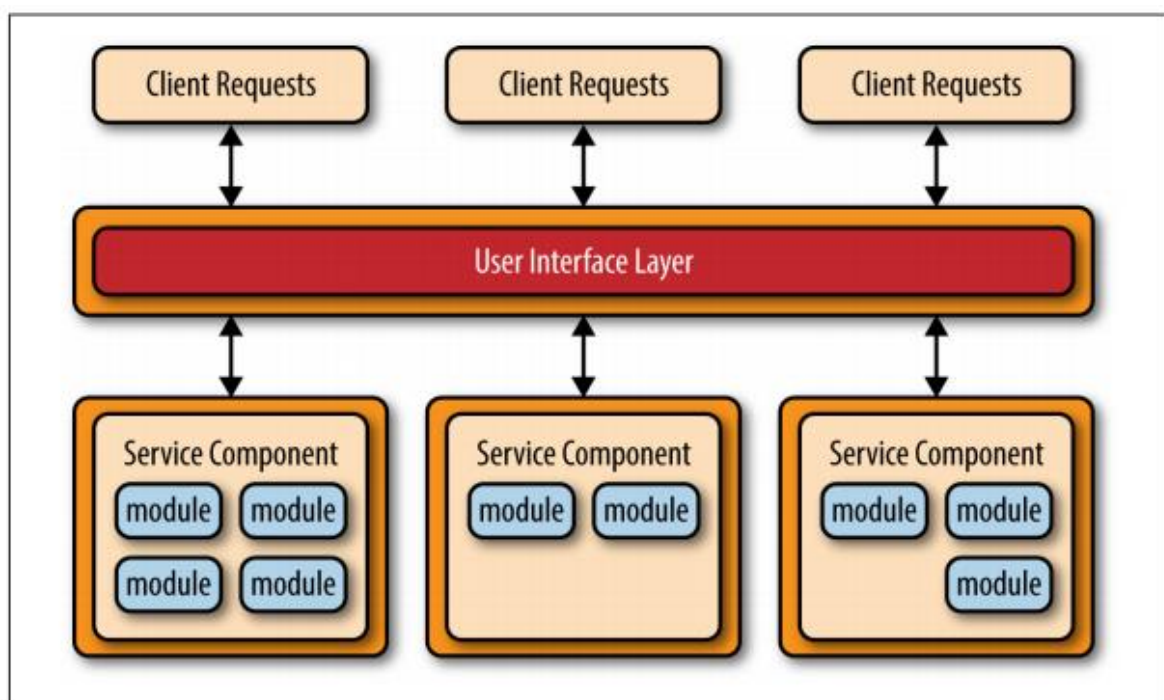 Client Requests
Client Requests
Client Requests
User Interface Layer
Service Component
module module
module module
Service Component
module module
Service Component
module module
module